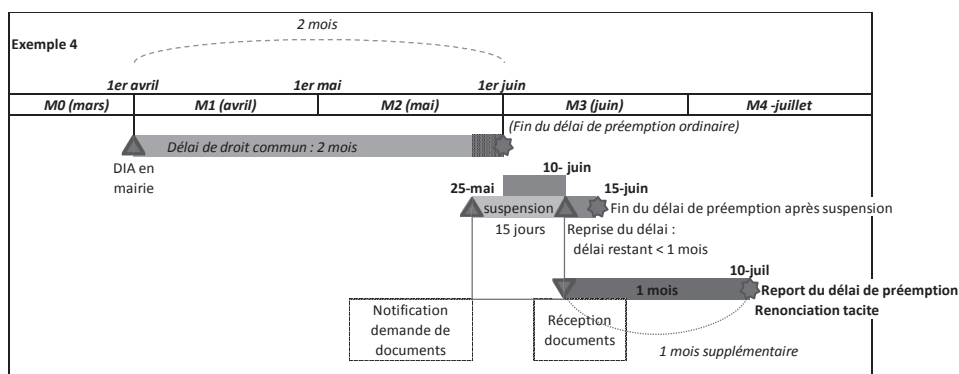 2 mois
Exemple 4
1er avril 1er mai 1er juin
M0 (mars) M1 (avril) M2 (mai) M3 (juin) M4 -juillet
(Fin du délai de préemption ordinaire)
Délai de droit commun : 2 mois
DIA en
mairie
10- juin
25-mai 15-juin
suspension Fin du délai de préemption après suspension
15 jours Reprise du délai :
délai restant < 1 mois
10-juil
1 mois Report du délai de préemption
Renonciation tacite
Notification
demande de
documents
Réception
documents
1 mois supplémentaire